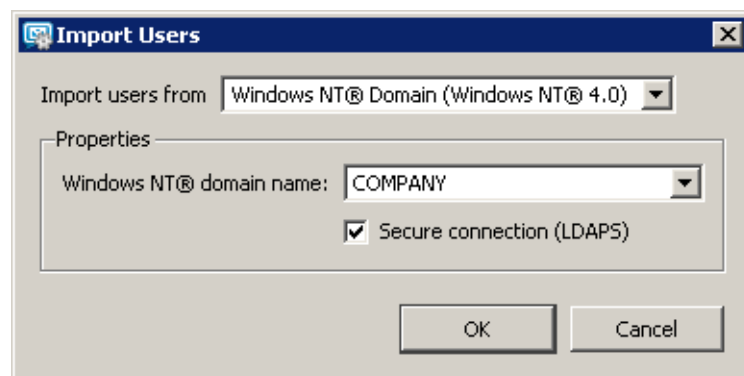 Import Users
Import users from Windows NT® Domain (Windows NT® 4.0)
Properties
Windows NT® domain name: COMPANY
Secure connection (LDAPS)
OK Cancel